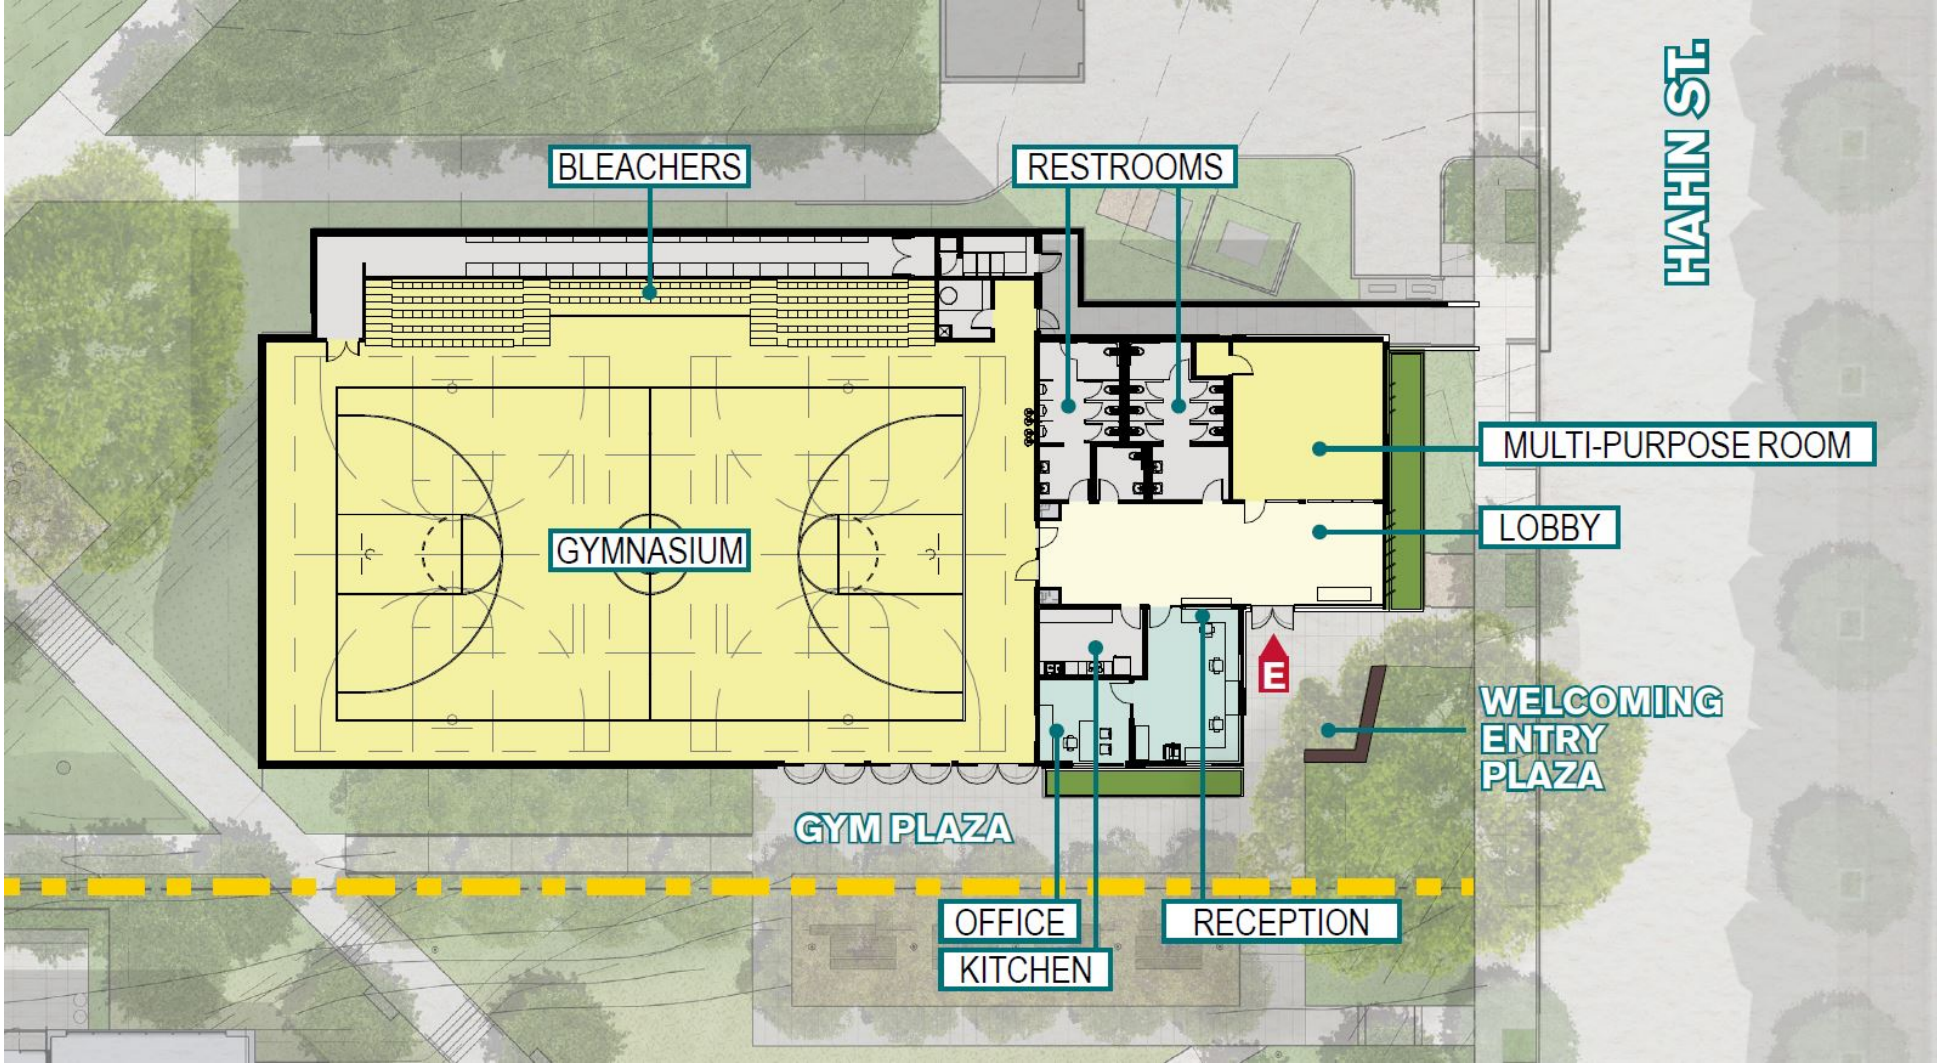 HAHN ST.
BLEACHERS
RESTROOMS
MULTI-PURPOSE ROOM
LOBBY
GYMNASIUM
E
WELCOMING
ENTRY
PLAZA
GYM PLAZA
OFFICE
RECEPTION
KITCHEN